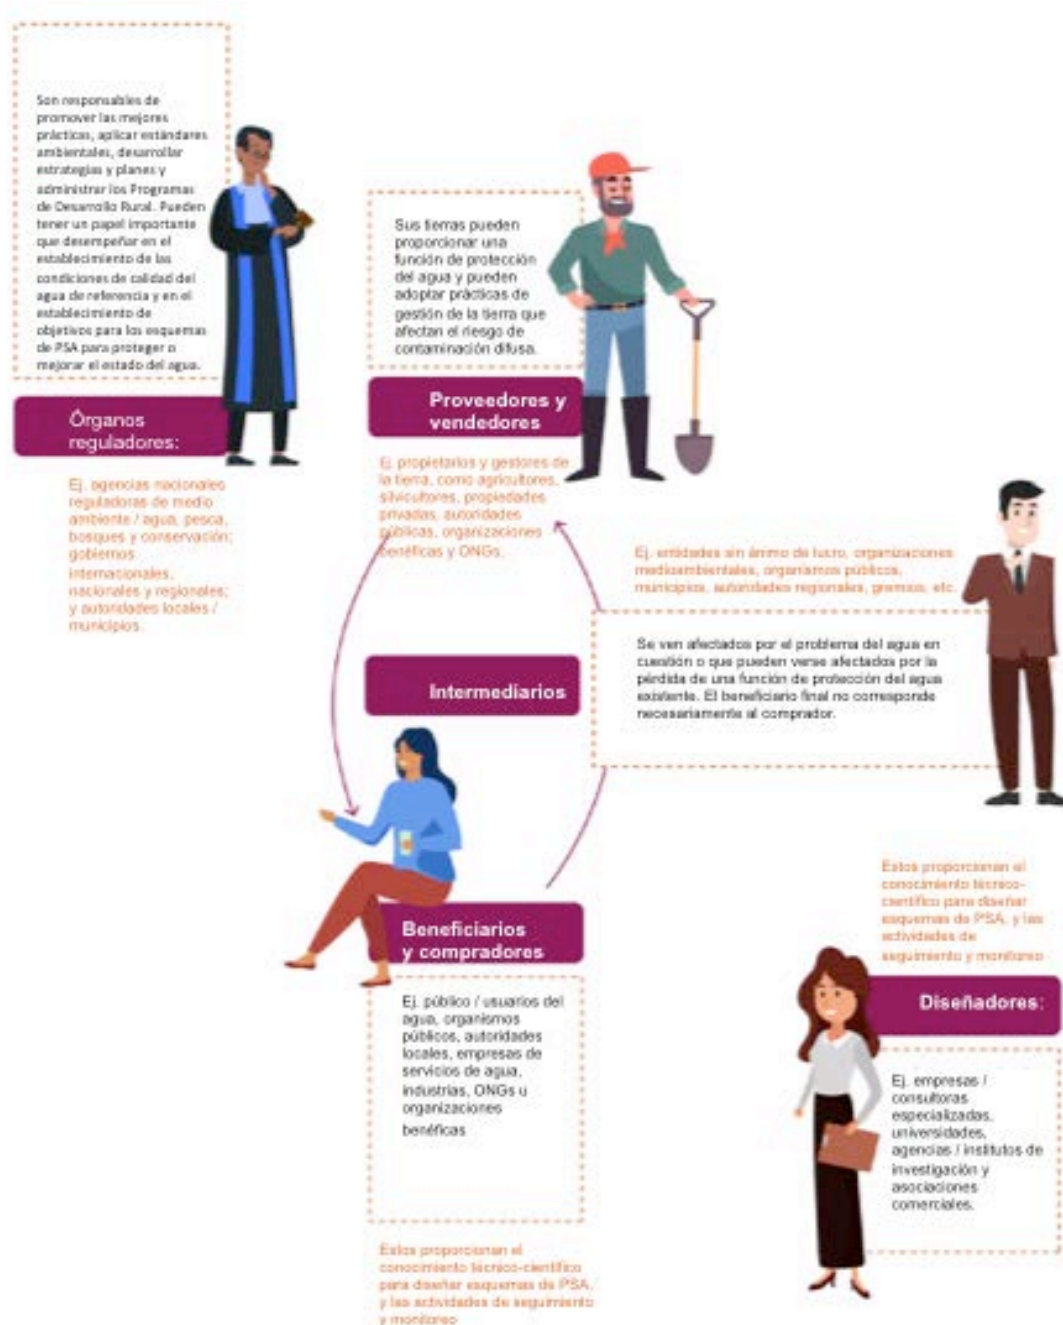 Son responsables de
promover las mejores
prácticas, aplicar estándares
ambientales, desarrollar
estrategias y planes y
administrar los Programas
de Desarrollo Rural. Pueden
tener un papel importante
que desempeñar en el
establecimiento de las
condiciones de calidad del
agua de referencia y en el
establecimiento de
objetivos para los esquemas
de PSA para proteger o
mejorar el estado del agua.
Órganos
reguladores:
Ej. agencias nacionales
reguladoras de medio
ambiente / agua, pesca,
bosques y conservación;
gobiernos
internacionales,
nacionales y regionales;
y autoridades locales /
municipios.
Sus tierras pueden
proporcionar una
función de protección
del agua y pueden
adoptar prácticas de
gestión de la tierra que
afectan el riesgo de
contaminación difusa.
Proveedores y
vendedores
Ej. propietarios y gestores de
la tierra, como agricultores,
silvicultores, propiedades
privadas, autoridades
públicas, organizaciones
benéficas y ONGs.
Ej. entidades sin ánimo de lucro, organizaciones
medioambientales, organismos públicos,
municipios, autoridades regionales, gremios, etc.
Intermediarios
Se ven afectados por el problema del agua en
cuestión o que pueden verse afectados por la
pérdida de una función de protección del agua
existente. El beneficiario final no corresponde
necesariamente al comprador.
Beneficiarios
y compradores
Ej. público / usuarios del
agua, organismos
públicos, autoridades
locales, empresas de
servicios de agua,
industrias, ONGs u
organizaciones
benéficas
Estos proporcionan el
conocimiento técnico-científico
para diseñar esquemas de PSA,
y las actividades de seguimiento
y monitoreo
Estos proporcionan el
conocimiento técnico-
científico para diseñar
esquemas de PSA, y las
actividades de
seguimiento y monitoreo
Diseñadores:
Ej. empresas /
consultoras
especializadas,
universidades,
agencias / institutos de
investigación y
asociaciones
comerciales.